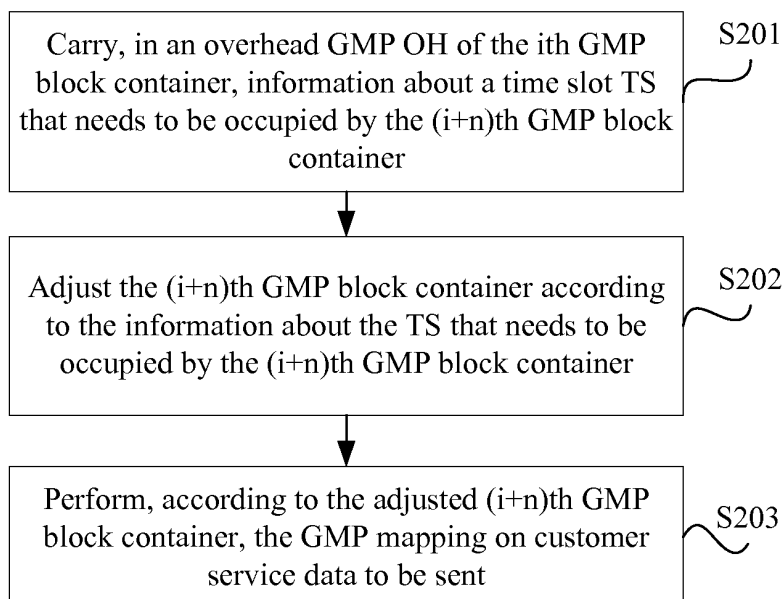 Carry, in an overhead GMP OH of the ith GMP
block container, information about a time slot TS
that needs to be occupied by the (i+n)th GMP block
container
S201
Adjust the (i+n)th GMP block container according
to the information about the TS that needs to be
occupied by the (i+n)th GMP block container
S202
Perform, according to the adjusted (i+n)th GMP
block container, the GMP mapping on customer
service data to be sent
S203